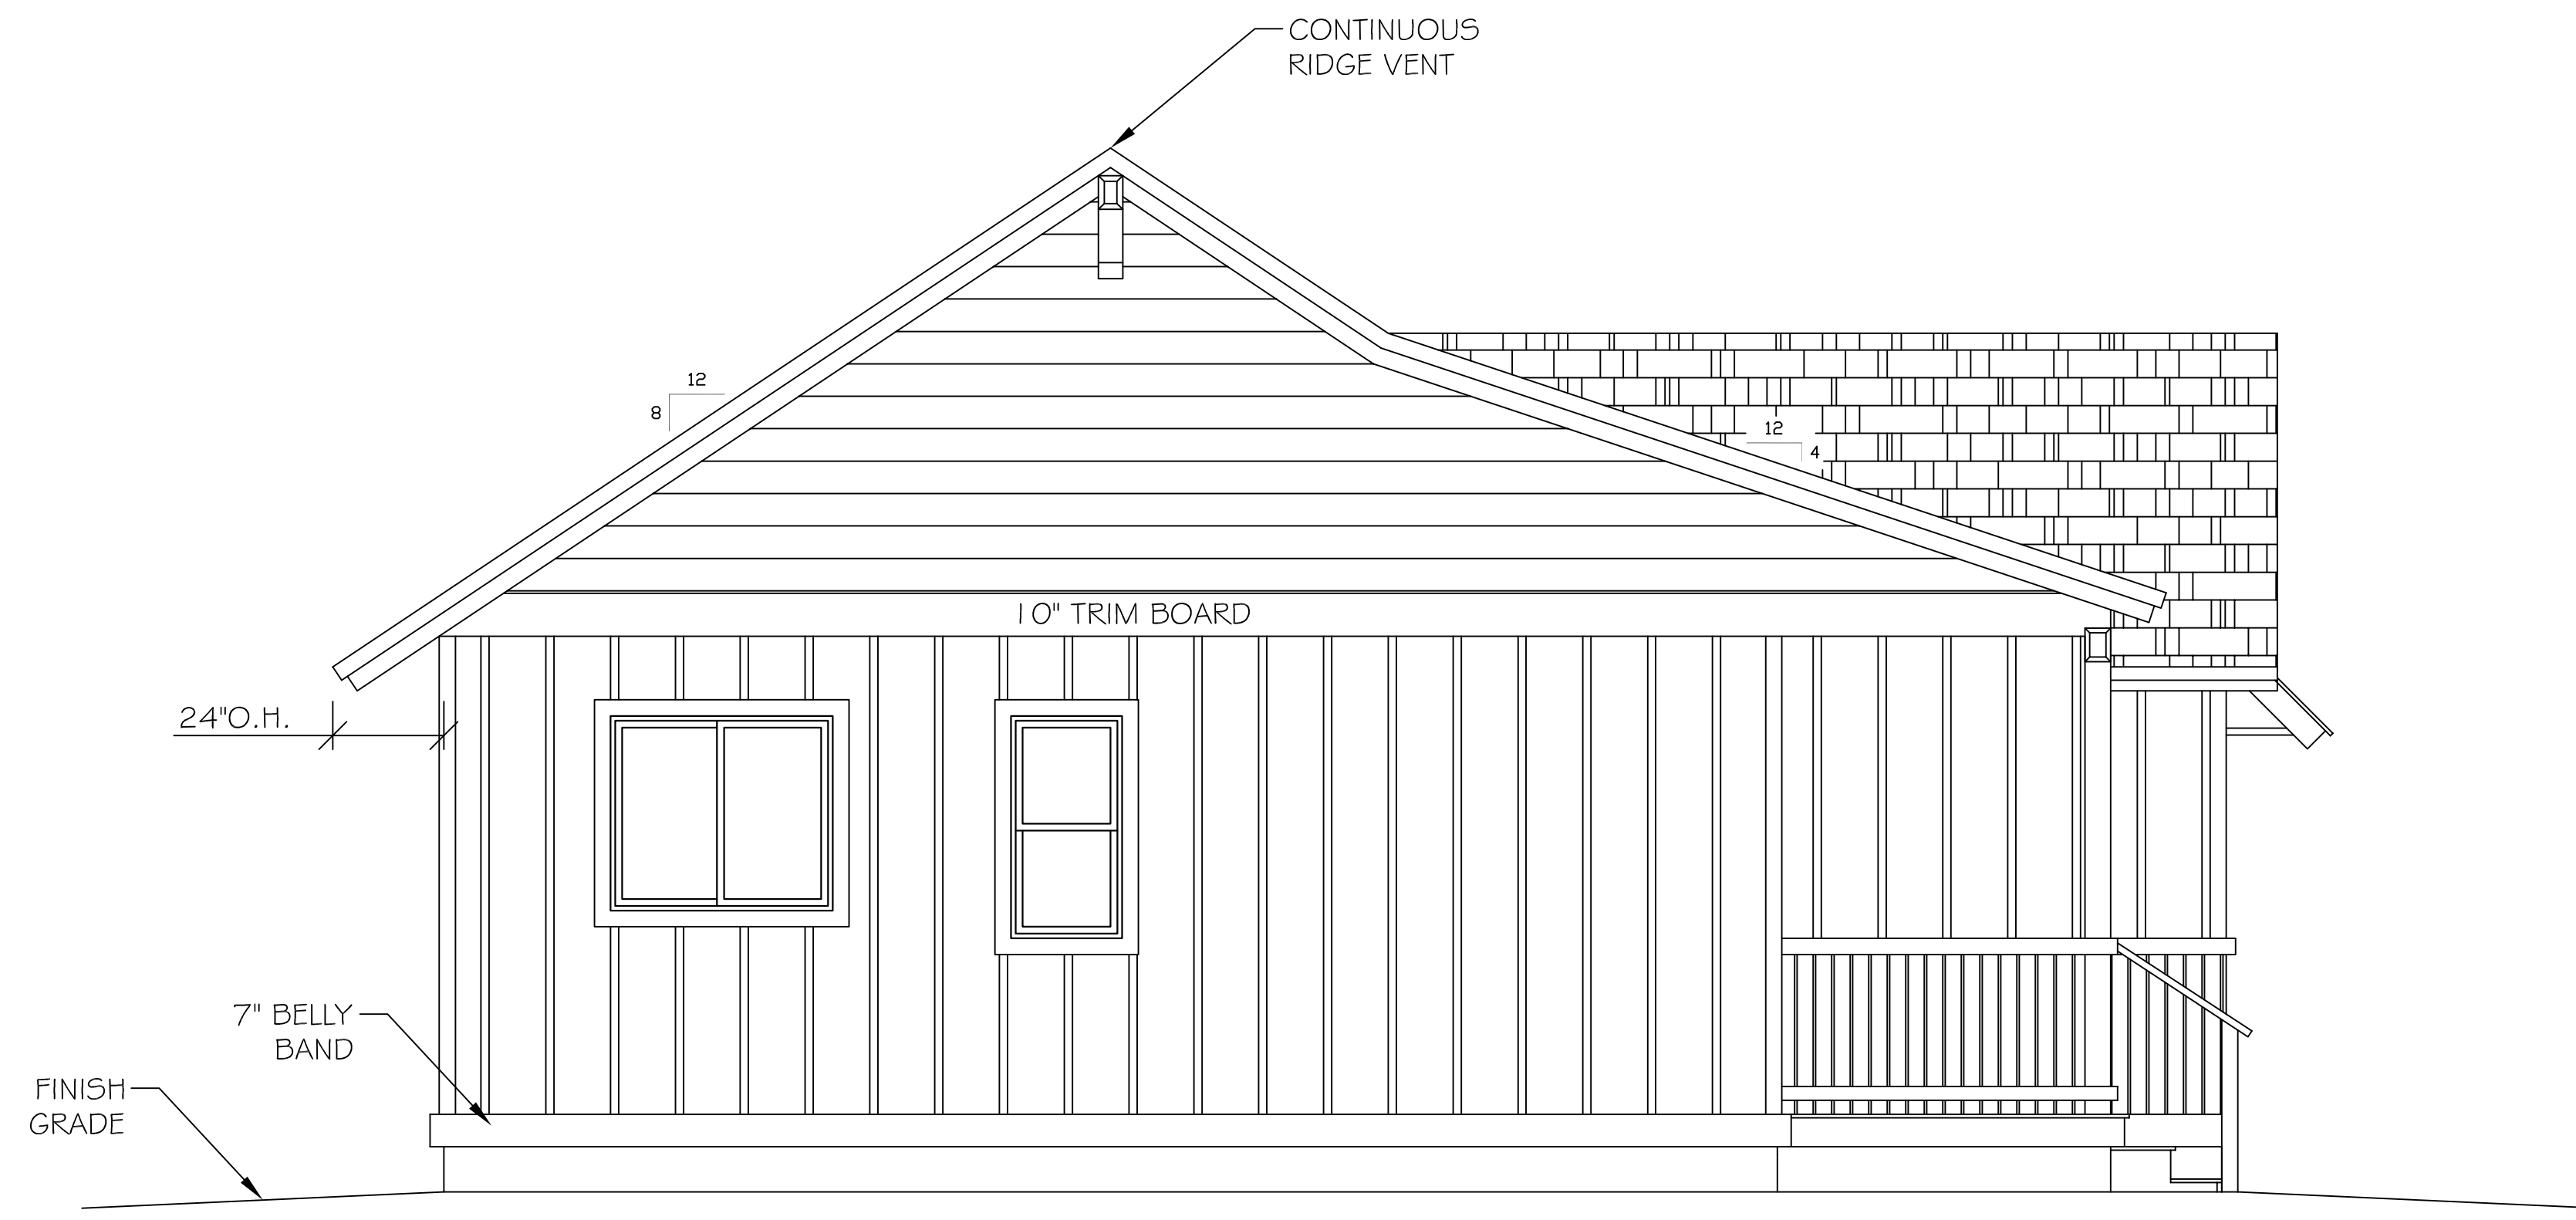 CONTINUOUS
RIDGE VENT
12
8
12
4
10" TRIM BOARD
24"O.H.
7" BELLY
BAND
FINISH
GRADE